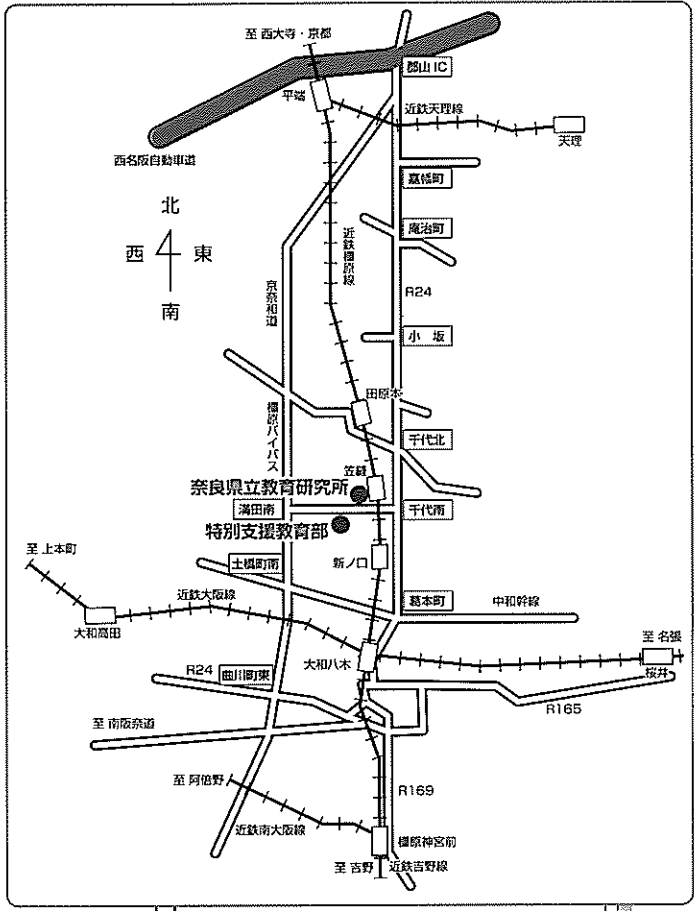 至 西大寺・京都
郡山 IC
平端
近鉄天理線
天理
西名阪自動車道
嘉幡町
北
西 東
南
庵治町
近鉄橿原線
京奈和道
R24
小 坂
田原本
橿原バイパス
千代北
笠縫
奈良県立教育研究所
満田南
千代南
特別支援教育部
至 上本町
土橋町南
新ノ口
近鉄大阪線
葛本町
中和幹線
大和高田
至 名張
大和八木
桜井
R24
曲川町東
R165
至 南阪奈道
至 阿倍野
R169
近鉄南大阪線
橿原神宮前
至 吉野
近鉄吉野線